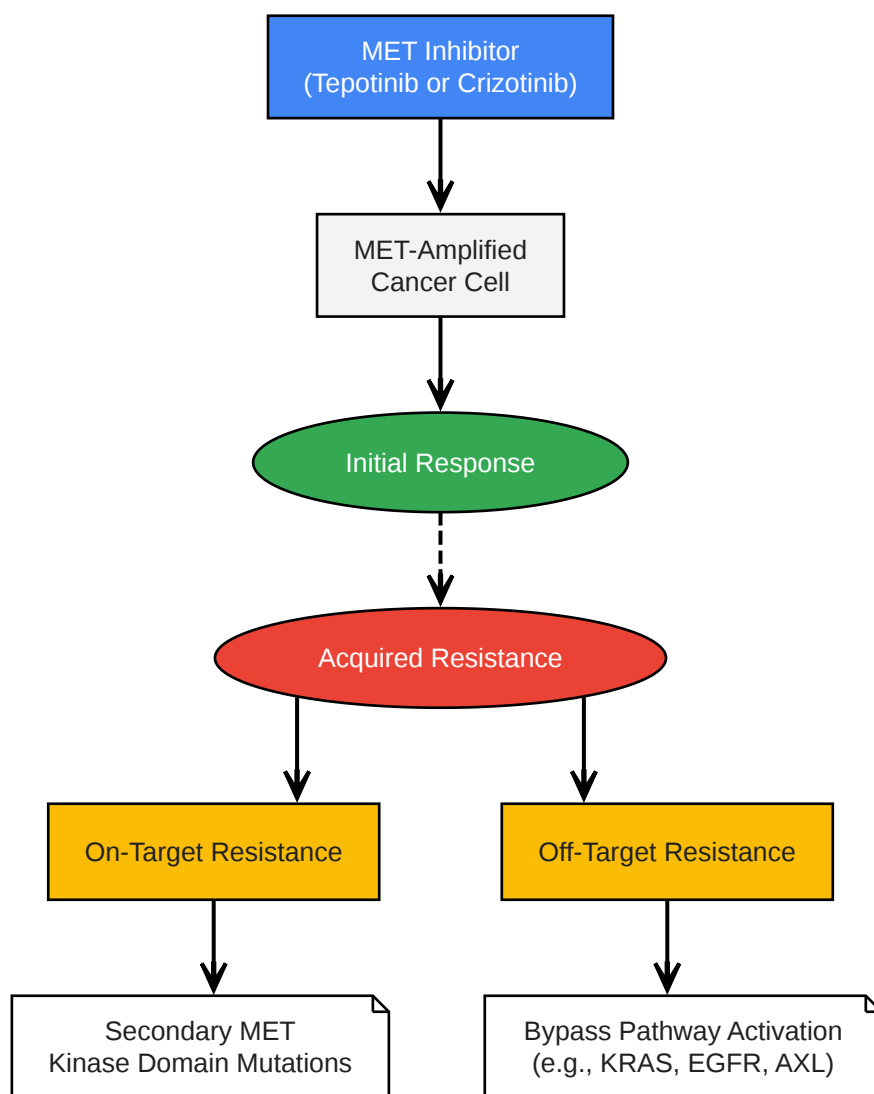 MET Inhibitor
(Tepotinib or Crizotinib)
MET-Amplified
Cancer Cell
Initial Response
Acquired Resistance
On-Target Resistance
Off-Target Resistance
Secondary MET
Kinase Domain Mutations
Bypass Pathway Activation
(e.g., KRAS, EGFR, AXL)